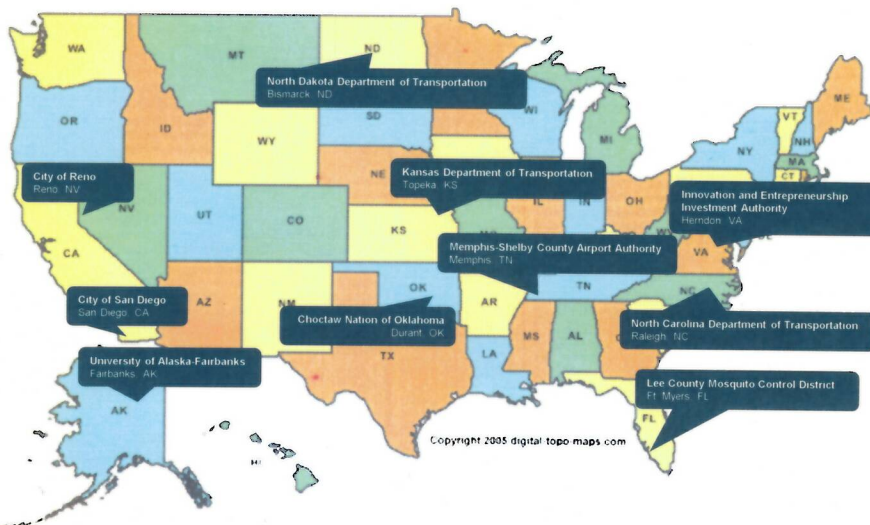 WA
MT
ND
North Dakota Department of Transportation
Bismarck, ND
OR
ID
WY
SD
WI
MI
NY
VT
NH
ME
MA
CT
City of Reno
Reno, NV
NV
UT
CO
NE
Kansas Department of Transportation
Topeka, KS
KS
IL
IN
OH
Innovation and Entrepreneurship
Investment Authority
Herndon, VA
VA
CA
Memphis-Shelby County Airport Authority
Memphis, TN
TN
NC
City of San Diego
San Diego, CA
AZ
NM
OK
Choctaw Nation of Oklahoma
Durant, OK
AR
MS
AL
North Carolina Department of Transportation
Raleigh, NC
University of Alaska-Fairbanks
Fairbanks, AK
AK
TX
LA
Lee County Mosquito Control District
Ft. Myers, FL
FL
Copyright 2005 digital-topo-maps.com
HI